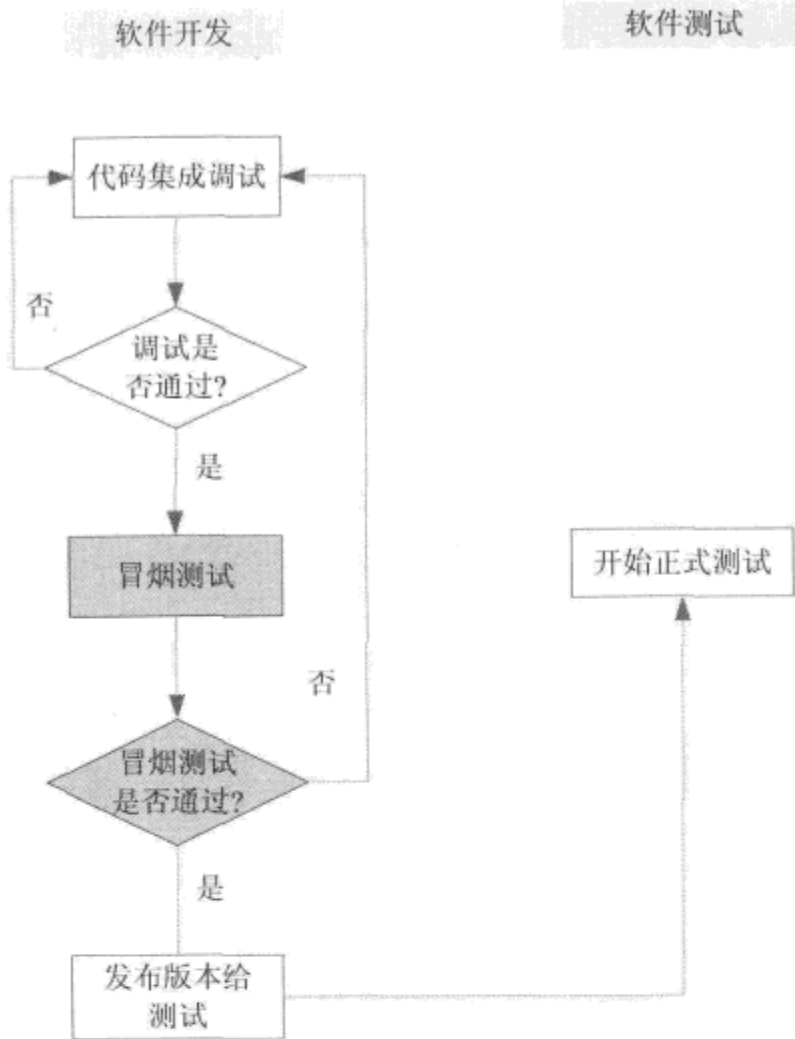 软件开发
软件测试
代码集成调试
否
调试是
否通过?
是
冒烟测试
开始正式测试
否
冒烟测试
是否通过?
是
发布版本给
测试